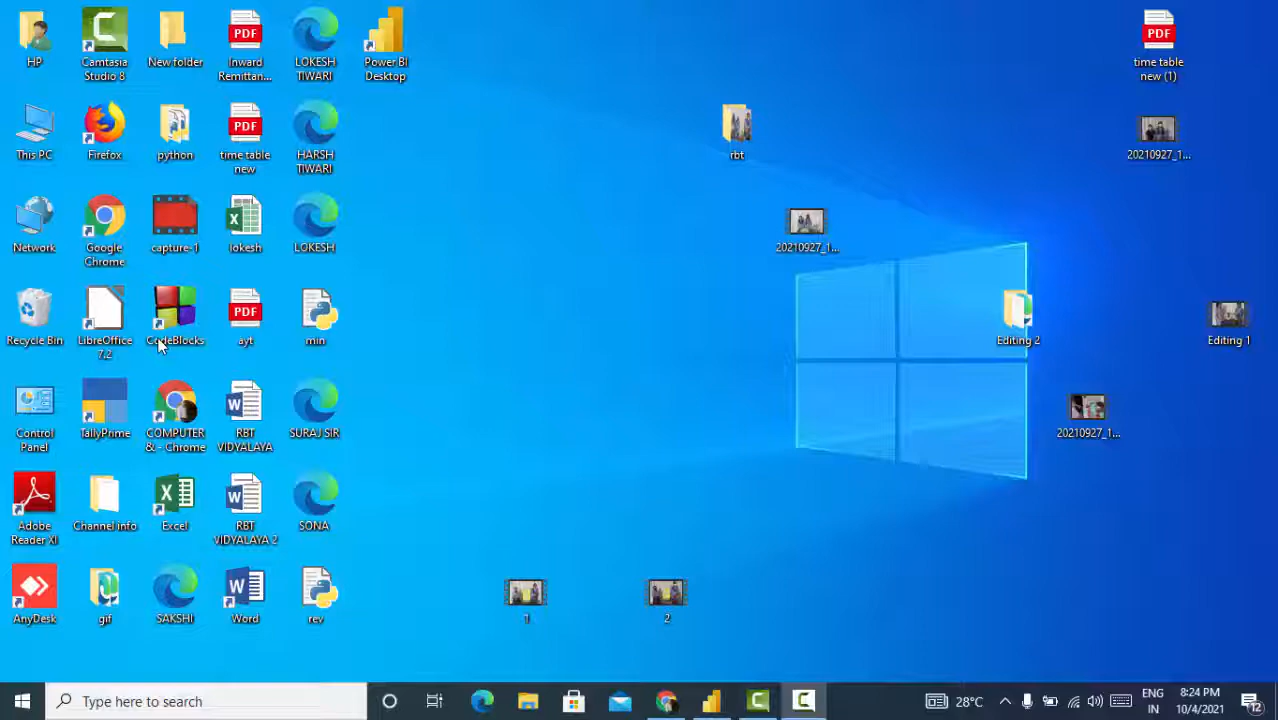 HP
Camtasia
Studio 8
New folder
PDF
Inward
Remittan...
LOKESH
TIWARI
Power BI
Desktop
PDF
time table
new (1)
This PC
Firefox
python
PDF
time table
new
HARSH
TIWARI
rbt
20210927_1...
Network
Google
Chrome
capture-1
lokesh
LOKESH
20210927_1...
Recycle Bin
LibreOffice
7.2
CodeBlocks
PDF
ayt
min
Editing 2
Editing 1
Control
Panel
TallyPrime
COMPUTER
&! - Chrome
RBT
VIDYALAYA
SURAJ SIR
20210927_1...
Adobe
Reader XI
Channel info
Excel
RBT
VIDYALAYA 2
SONA
AnyDesk
gif
SAKSHI
Word
rev
1
2
Type here to search
28°C
ENG
IN
8:24 PM
10/4/2021
12